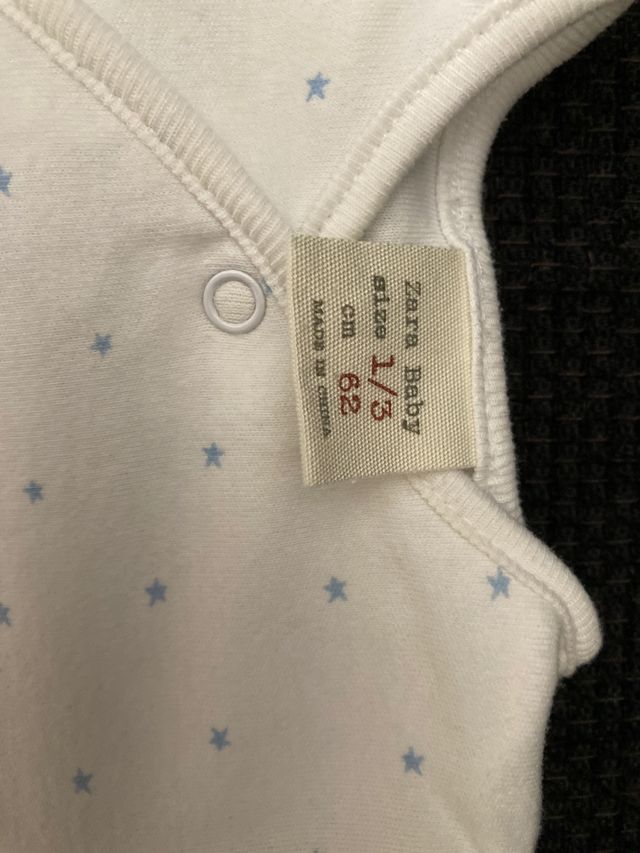 Zara Baby
size 1/3
cm 62
MADE IN CHINA